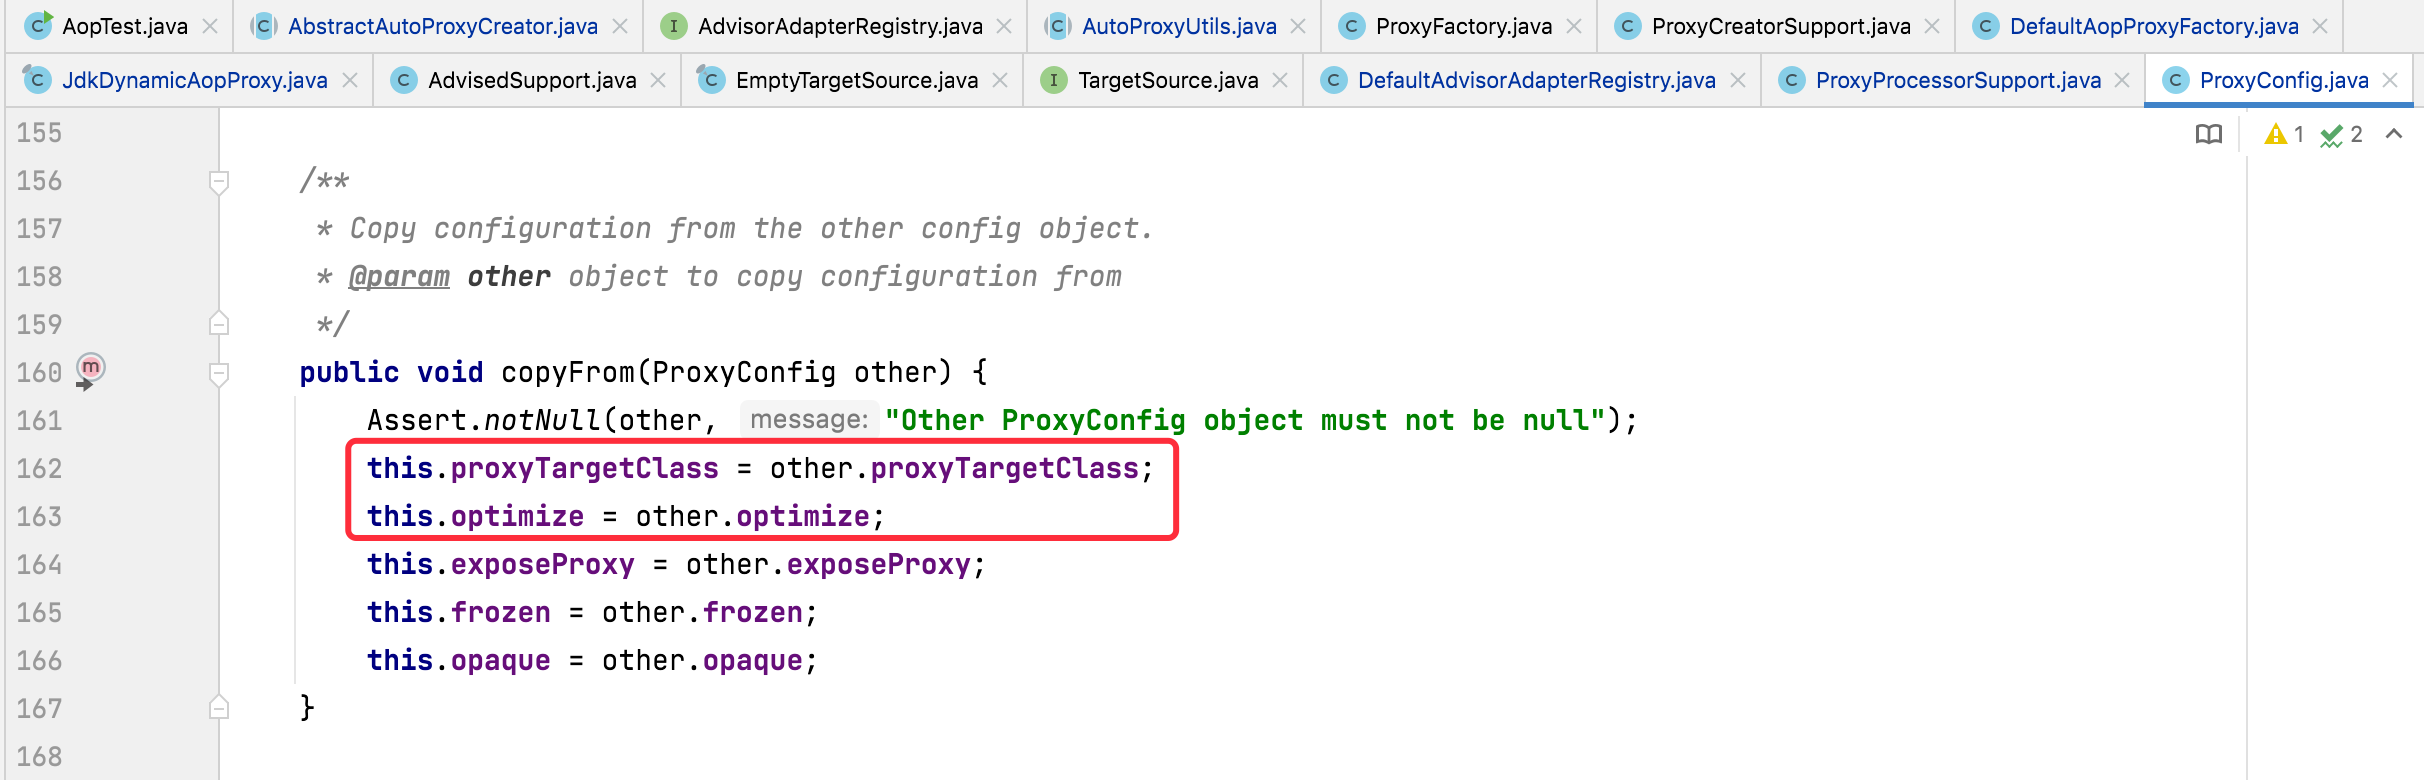 AopTest.java AbstractAutoProxyCreator.java AdvisorAdapterRegistry.java AutoProxyUtils.java ProxyFactory.java ProxyCreatorSupport.java DefaultAopProxyFactory.java
JdkDynamicAopProxy.java AdvisedSupport.java EmptyTargetSource.java TargetSource.java DefaultAdvisorAdapterRegistry.java ProxyProcessorSupport.java ProxyConfig.java
155 1 2
156 /**
157 * Copy configuration from the other config object.
158 * @param other object to copy configuration from
159 */
160 public void copyFrom(ProxyConfig other) {
161 Assert.notNull(other, message: "Other ProxyConfig object must not be null");
162 this.proxyTargetClass = other.proxyTargetClass;
163 this.optimize = other.optimize;
164 this.exposeProxy = other.exposeProxy;
165 this.frozen = other.frozen;
166 this.opaque = other.opaque;
167 }
168